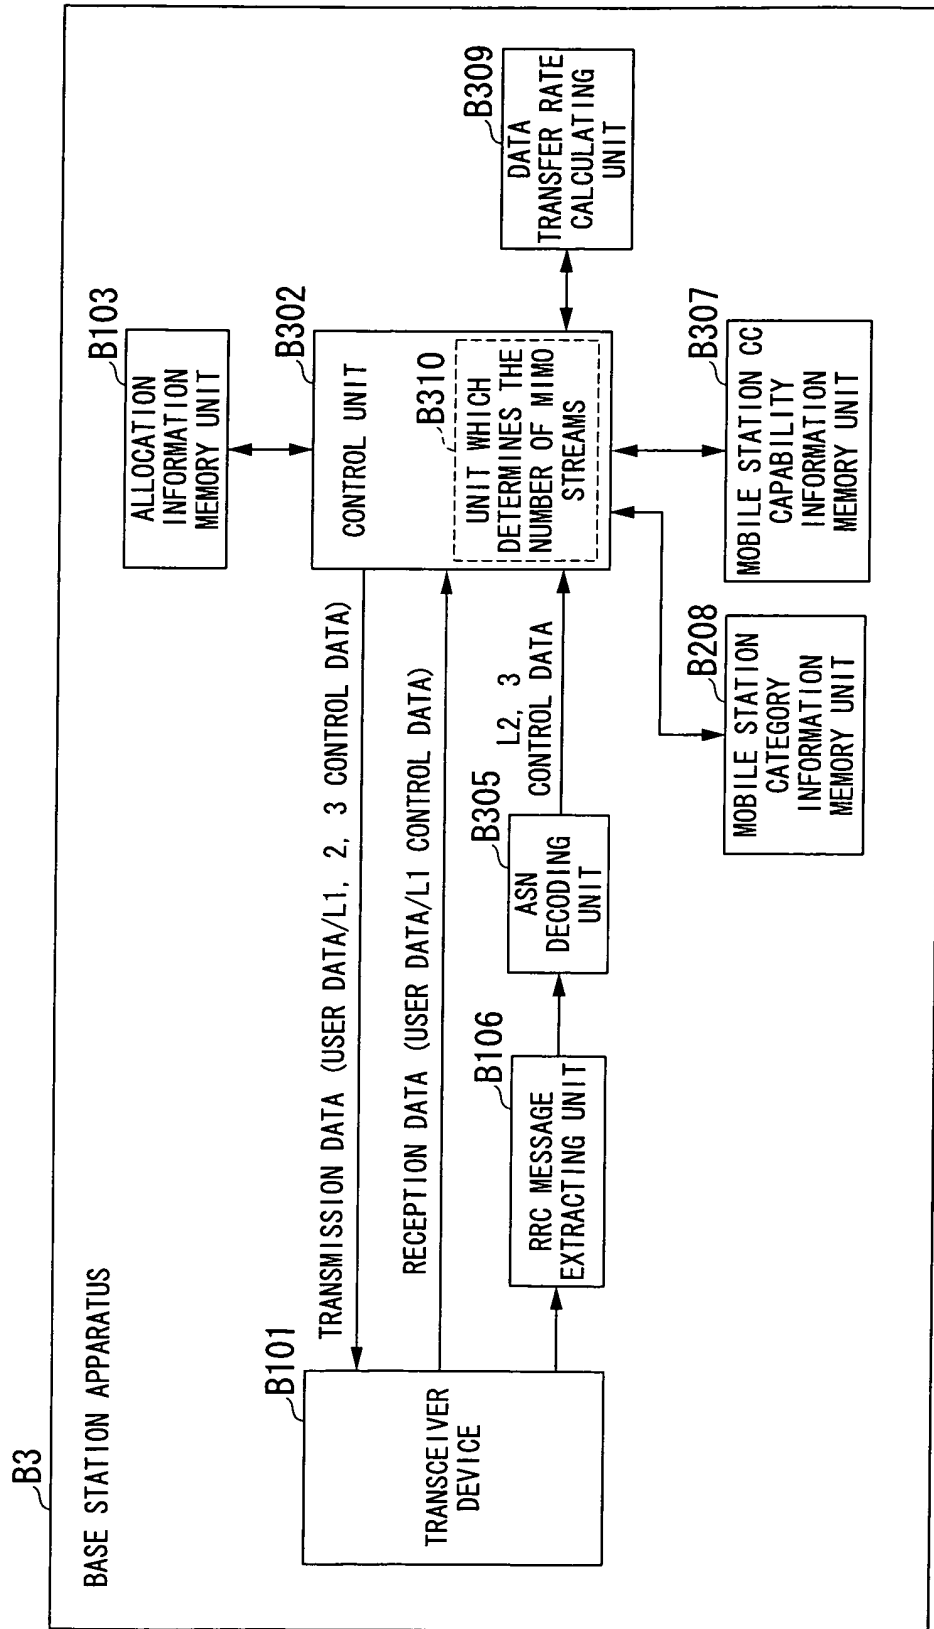 B3
BASE STATION APPARATUS
B101
TRANSCEIVER
DEVICE
TRANSMISSION DATA (USER DATA/L1, 2, 3 CONTROL DATA)
RECEPTION DATA (USER DATA/L1 CONTROL DATA)
B106
RRC MESSAGE
EXTRACTING UNIT
B305
ASN
DECODING
UNIT
L2, 3
CONTROL DATA
B103
ALLOCATION
INFORMATION
MEMORY UNIT
B302
CONTROL UNIT
B310
UNIT WHICH
DETERMINES THE
NUMBER OF MIMO
STREAMS
B309
DATA
TRANSFER RATE
CALCULATING
UNIT
B208
MOBILE STATION
CATEGORY
INFORMATION
MEMORY UNIT
B307
MOBILE STATION CC
CAPABILITY
INFORMATION
MEMORY UNIT